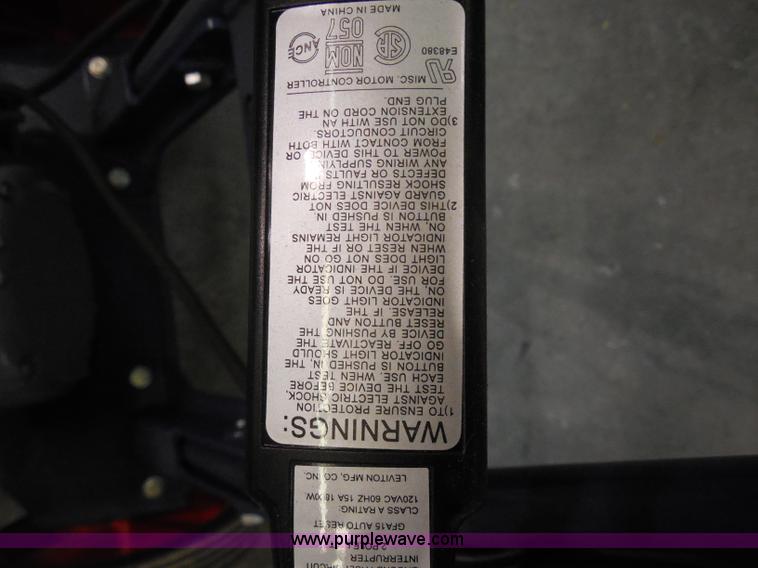 INTERRUPTER
GFA15 AUTO RESET
CLASS A RATING:
120VAC 60HZ 15A 1800W.
LEVITON MFG, CO INC.
WARNINGS:
1)TO ENSURE PROTECTION
AGAINST ELECTRIC SHOCK,
TEST THE DEVICE BEFORE
EACH USE. WHEN TEST
BUTTON IS PUSHED IN, THE
INDICATOR LIGHT SHOULD
GO OFF. REACTIVATE THE
DEVICE BY PUSHING THE
RESET BUTTON AND
RELEASE. IF THE
INDICATOR LIGHT GOES
ON, THE DEVICE IS READY
FOR USE. DO NOT USE THE
DEVICE IF THE INDICATOR
LIGHT DOES NOT GO ON
WHEN RESET OR IF THE
INDICATOR LIGHT REMAINS
ON, WHEN THE TEST
BUTTON IS PUSHED IN.
2)THIS DEVICE DOES NOT
GUARD AGAINST ELECTRIC
SHOCK RESULTING FROM
DEFECTS OR FAULTS IN
ANY WIRING SUPPLYING
POWER TO THIS DEVICE, OR
FROM CONTACT WITH BOTH
CIRCUIT CONDUCTORS.
3)DO NOT USE WITH AN
EXTENSION CORD ON THE
PLUG END.
MISC. MOTOR CONTROLLER
E48380
NOM
057
ANCE
MADE IN CHINA
www.purplewave.com